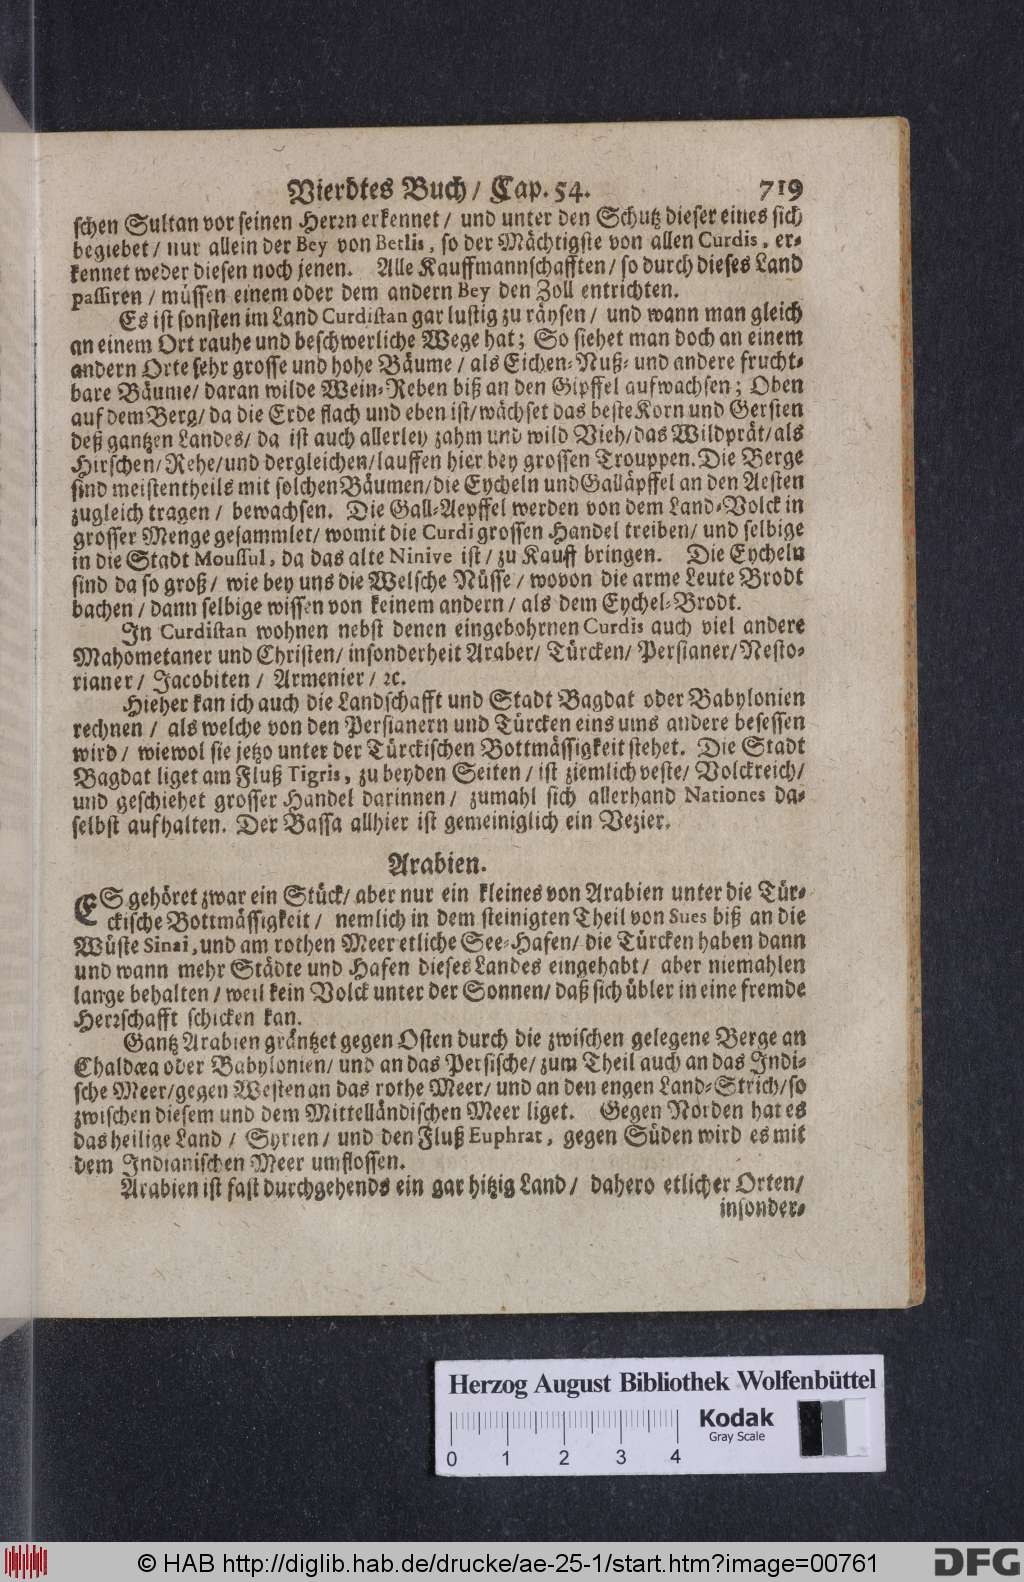 Vierdtes Buch / Cap. 54. 719
schen Sultan vor seinen Herrn erkennet / und unter den Schutz dieser eines sich
begiebet / nur allein der Bey von Betlis, so der Mächtigste von allen Curdis, er-
kennet weder diesen noch jenen. Alle Kauffmannschafften / so durch dieses Land
passiren / müssen einem oder dem andern Bey den Zoll entrichten.
Es ist sonsten im Land Curdistan gar lustig zu räysen / und wann man gleich
an einem Ort rauhe und beschwerliche Wege hat; So siehet man doch an einem
andern Orte sehr grosse und hohe Bäume / als Eichen- Nuß- und andere frucht-
bare Bäume / daran wilde Wein-Reben biß an den Gipffel aufwachsen; Oben
auf dem Berg / da die Erde flach und eben ist / wächset das beste Korn und Gersten
deß gantzen Landes / da ist auch allerley zahm und wild Vieh / das Wildprät / als
Hirschen / Rehe / und dergleichen / lauffen hier bey grossen Trouppen. Die Berge
sind meistentheils mit solchen Bäumen / die Eycheln und Galläpffel an den Aesten
zugleich tragen / bewachsen. Die Gall-Aepffel werden von dem Land-Volck in
grosser Menge gesammlet / womit die Curdi grossen Handel treiben / und selbige
in die Stadt Moussul, da das alte Ninive ist / zu Kauff bringen. Die Eycheln
sind da so groß / wie bey uns die Welsche Nüsse / wovon die arme Leute Brodt
bachen / dann selbige wissen von keinem andern / als dem Eychel-Brodt.
In Curdistan wohnen nebst denen eingebohrnen Curdis auch viel andere
Mahometaner und Christen / insonderheit Araber / Türcken / Persianer / Nesto-
rianer / Jacobiten / Armenier / ꝛc.
Hieher kan ich auch die Landschafft und Stadt Bagdat oder Babylonien
rechnen / als welche von den Persianern und Türcken eins ums andere besessen
wird / wiewol sie jetzo unter der Türckischen Bottmässigkeit stehet. Die Stadt
Bagdat liget am Fluß Tigris, zu beyden Seiten / ist ziemlich veste / Volckreich /
und geschiehet grosser Handel darinnen / zumahl sich allerhand Nationes da-
selbst aufhalten. Der Bassa allhier ist gemeiniglich ein Vezier.
Arabien.
ES gehöret zwar ein Stück / aber nur ein kleines von Arabien unter die Tür-
ckische Bottmässigkeit / nemlich in dem steinigten Theil von Sues biß an die
Wüste Sinai, und am rothen Meer etliche See-Hafen / die Türcken haben dann
und wann mehr Städte und Hafen dieses Landes eingehabt / aber niemahlen
lange behalten / weil kein Volck unter der Sonnen / daß sich übler in eine fremde
Herrschafft schicken kan.
Gantz Arabien gräntzet gegen Osten durch die zwischen gelegene Berge an
Chaldæa oder Babylonien / und an das Persische / zum Theil auch an das Indi-
sche Meer / gegen Westen an das rothe Meer / und an den engen Land-Strich / so
zwischen diesem und dem Mittelländischen Meer liget. Gegen Norden hat es
das heilige Land / Syrien / und den Fluß Euphrat, gegen Süden wird es mit
dem Indianischen Meer umflossen.
Arabien ist fast durchgehends ein gar hitzig Land / dahero etlicher Orten /
insonder-
Herzog August Bibliothek Wolfenbüttel
Kodak
Gray Scale
0 1 2 3 4
© HAB http://diglib.hab.de/drucke/ae-25-1/start.htm?image=00761
DFG